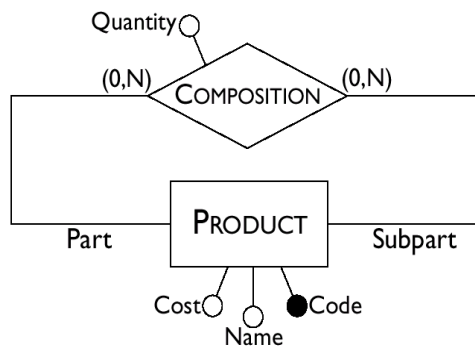 Quantity
(0,N)
COMPOSITION
(0,N)
PRODUCT
Part
Subpart
Cost
Code
Name